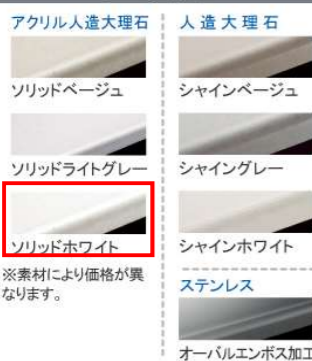 アクリル人造大理石
ソリッドベージュ
ソリッドライトグレー
ソリッドホワイト
※素材により価格が異
なります。
人造大理石
シャインベージュ
シャイングレー
シャインホワイト
ステンレス
オーバルエンボス加工